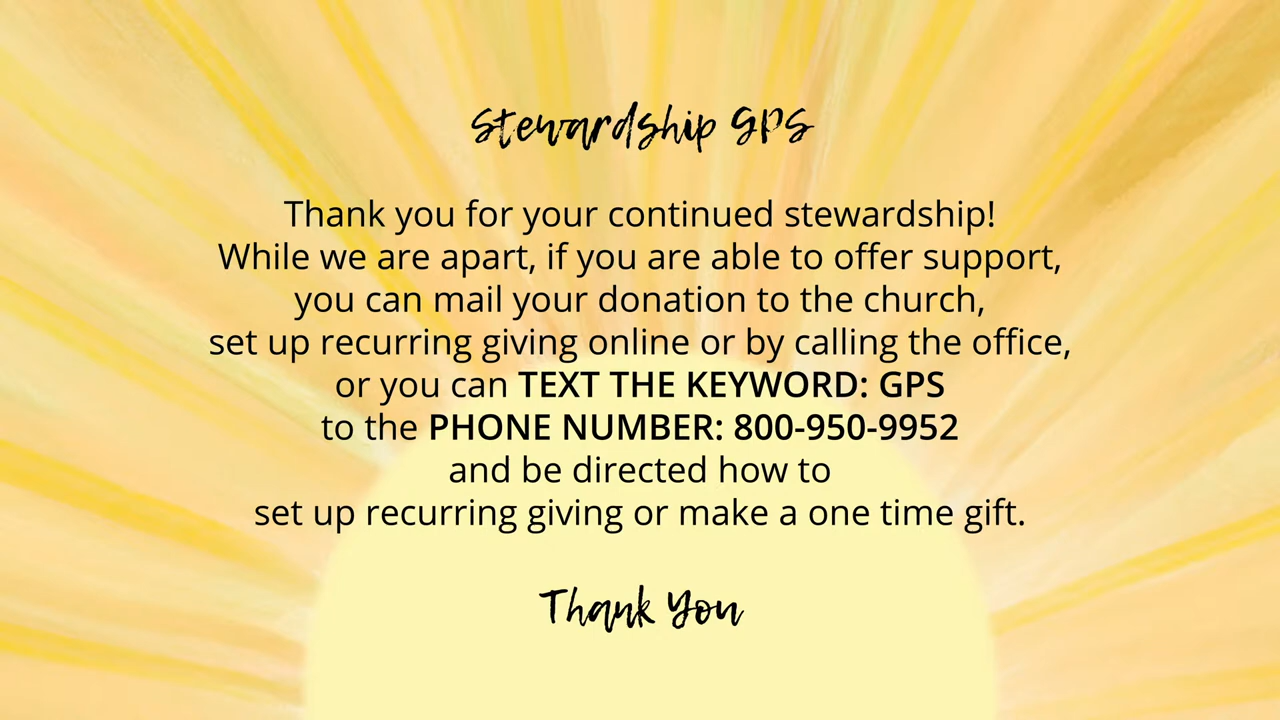 Stewardship GPS
Thank you for your continued stewardship!
While we are apart, if you are able to offer support,
you can mail your donation to the church,
set up recurring giving online or by calling the office,
or you can TEXT THE KEYWORD: GPS
to the PHONE NUMBER: 800-950-9952
and be directed how to
set up recurring giving or make a one time gift.
Thank You